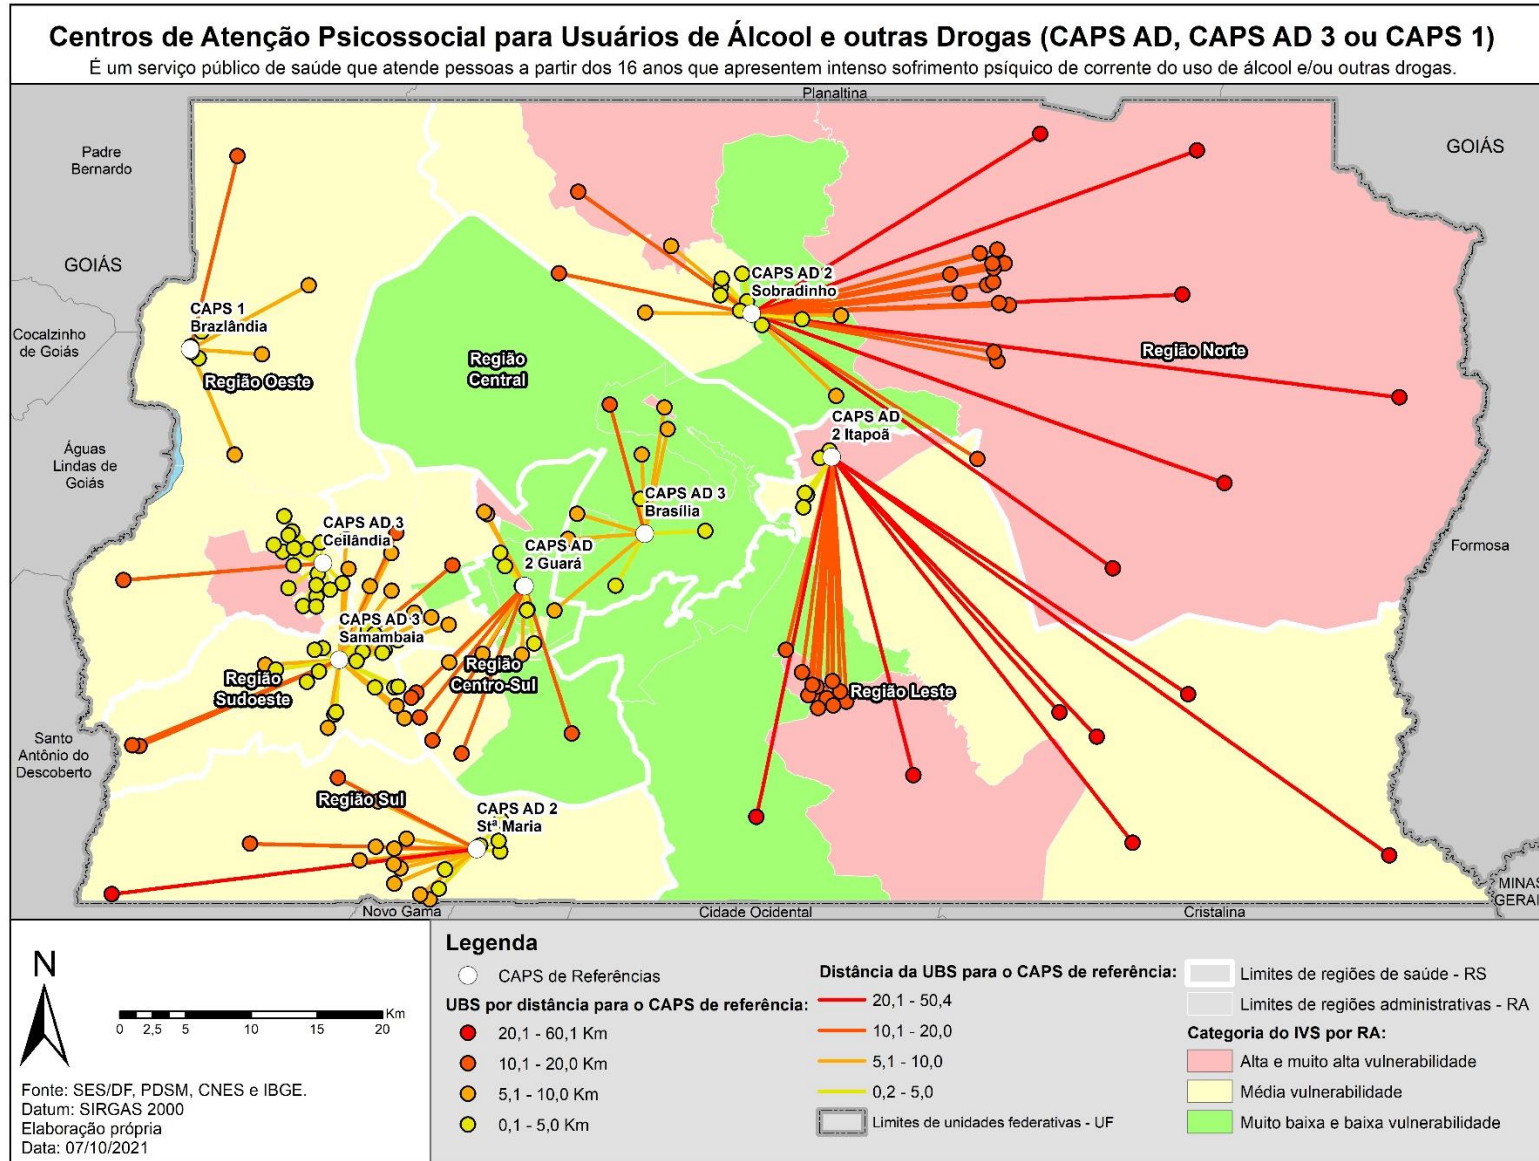 Centros de Atenção Psicossocial para Usuários de Álcool e outras Drogas (CAPS AD, CAPS AD 3 ou CAPS 1)
É um serviço público de saúde que atende pessoas a partir dos 16 anos que apresentem intenso sofrimento psíquico de corrente do uso de álcool e/ou outras drogas.
Planaltina
Padre
Bernardo
GOIÁS
GOIÁS
CAPS AD 2
Sobradinho
CAPS 1
Brazlândia
Cocalzinho
de Goiás
Região Oeste
Região
Central
Região Norte
CAPS AD
2 Itapoã
Águas
Lindas de
Goiás
CAPS AD 3
Brasília
CAPS AD 3
Ceilândia
CAPS AD
2 Guará
Formosa
CAPS AD 3
Samambaia
Região
Centro-Sul
Região
Sudoeste
Região Leste
Santo
Antônio do
Descoberto
Região Sul
CAPS AD 2
Stª Maria
MINAS
GERAI
Novo Gama
Cidade Ocidental
Cristalina
N
0 2,5 5 10 15 20
Km
Fonte: SES/DF, PDSM, CNES e IBGE.
Datum: SIRGAS 2000
Elaboração própria
Data: 07/10/2021
Legenda
CAPS de Referências
UBS por distância para o CAPS de referência:
20,1 - 60,1 Km
10,1 - 20,0 Km
5,1 - 10,0 Km
0,1 - 5,0 Km
Distância da UBS para o CAPS de referência:
20,1 - 50,4
10,1 - 20,0
5,1 - 10,0
0,2 - 5,0
Limites de unidades federativas - UF
Limites de regiões de saúde - RS
Limites de regiões administrativas - RA
Categoria do IVS por RA:
Alta e muito alta vulnerabilidade
Média vulnerabilidade
Muito baixa e baixa vulnerabilidade